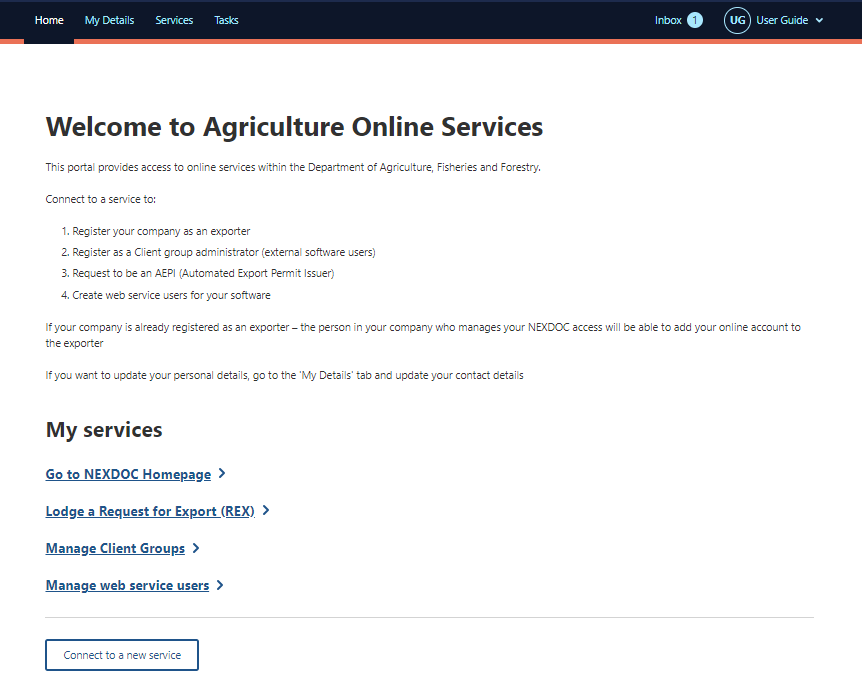 Home My Details Services Tasks Inbox 1 UG User Guide
Welcome to Agriculture Online Services
This portal provides access to online services within the Department of Agriculture, Fisheries and Forestry.
Connect to a service to:
1. Register your company as an exporter
2. Register as a Client group administrator (external software users)
3. Request to be an AEPI (Automated Export Permit Issuer)
4. Create web service users for your software
If your company is already registered as an exporter – the person in your company who manages your NEXDOC access will be able to add your online account to
the exporter
If you want to update your personal details, go to the 'My Details' tab and update your contact details
My services
Go to NEXDOC Homepage
Lodge a Request for Export (REX)
Manage Client Groups
Manage web service users
Connect to a new service